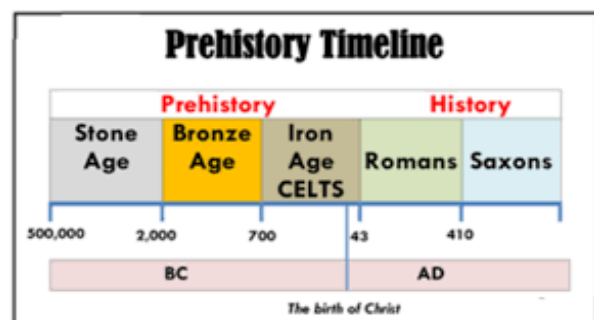 Prehistory Timeline
Prehistory History
Stone Age
Bronze Age
Iron Age CELTS
Romans
Saxons
500,000 2,000 700 43 410
BC AD
The birth of Christ